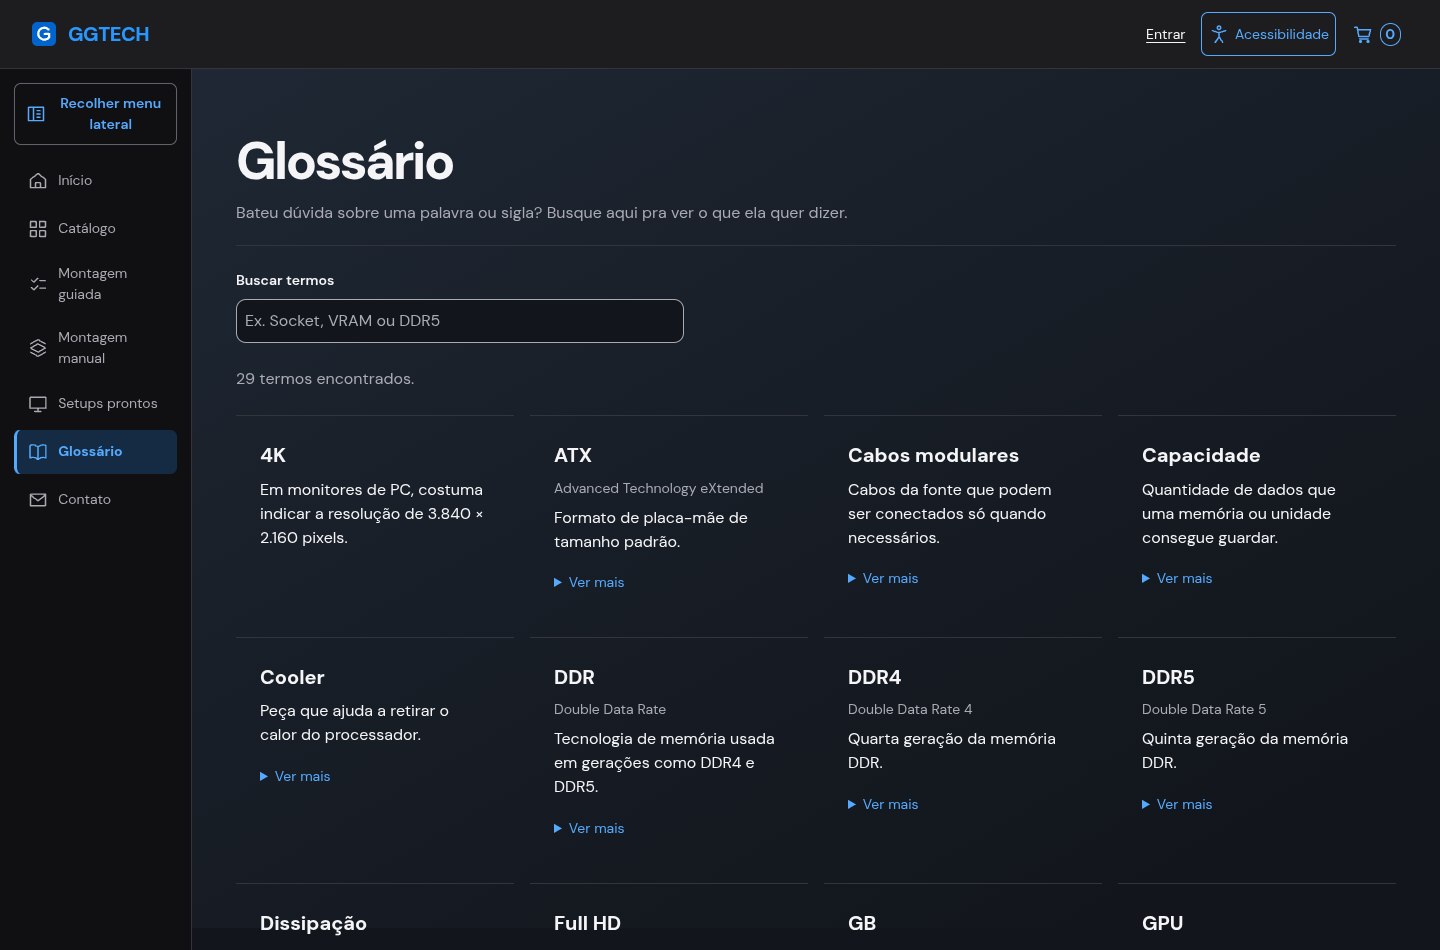 G GGTECH
Entrar
Acessibilidade
0
Recolher menu
lateral
Início
Catálogo
Montagem
guiada
Montagem
manual
Setups prontos
Glossário
Contato
Glossário
Bateu dúvida sobre uma palavra ou sigla? Busque aqui pra ver o que ela quer dizer.
Buscar termos
Ex. Socket, VRAM ou DDR5
29 termos encontrados.
4K
Em monitores de PC, costuma
indicar a resolução de 3.840 ×
2.160 pixels.
ATX
Advanced Technology eXtended
Formato de placa-mãe de
tamanho padrão.
Ver mais
Cabos modulares
Cabos da fonte que podem
ser conectados só quando
necessários.
Ver mais
Capacidade
Quantidade de dados que
uma memória ou unidade
consegue guardar.
Ver mais
Cooler
Peça que ajuda a retirar o
calor do processador.
Ver mais
DDR
Double Data Rate
Tecnologia de memória usada
em gerações como DDR4 e
DDR5.
Ver mais
DDR4
Double Data Rate 4
Quarta geração da memória
DDR.
Ver mais
DDR5
Double Data Rate 5
Quinta geração da memória
DDR.
Ver mais
Dissipação
Full HD
GB
GPU